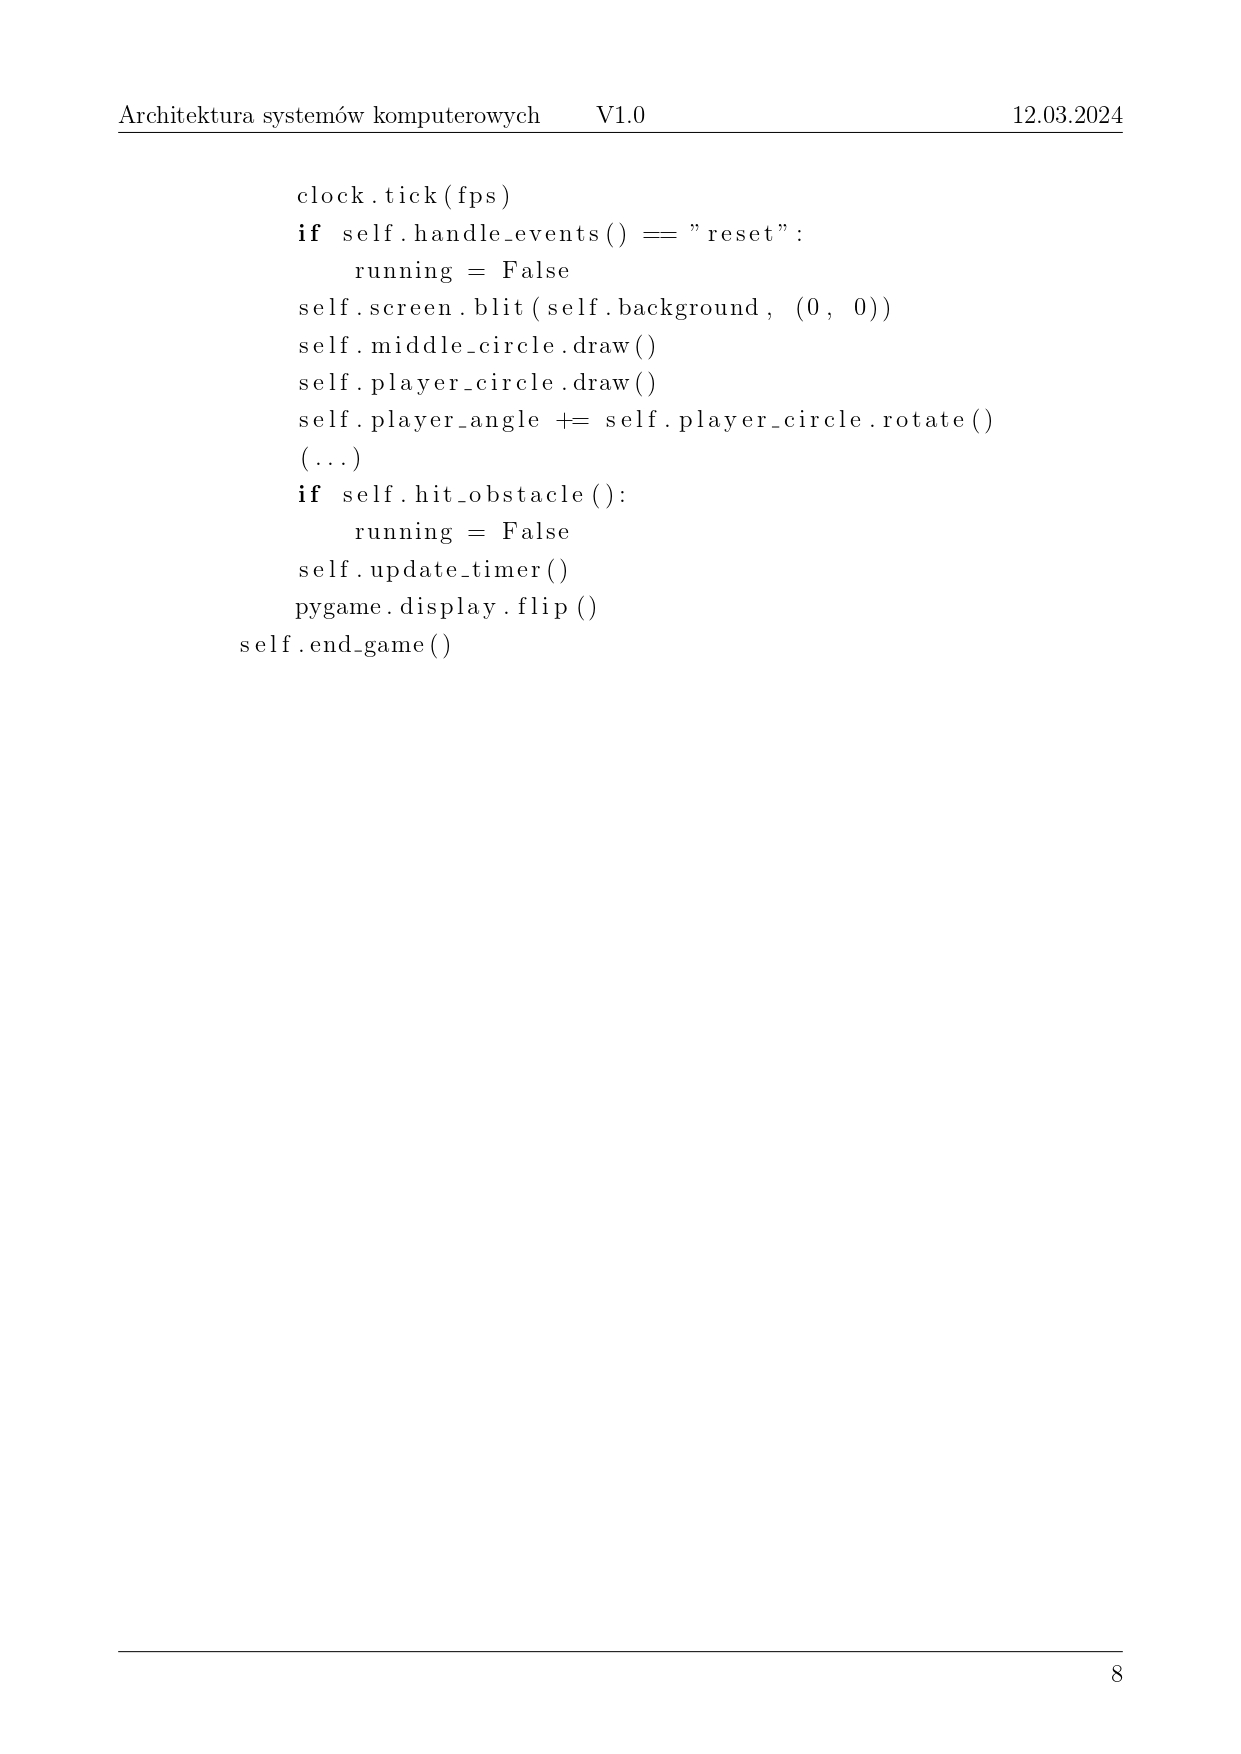 Architektura systemów komputerowych V1.0 12.03.2024
clock.tick(fps)
if self.handle_events() == "reset":
running = False
self.screen.blit(self.background, (0, 0))
self.middle_circle.draw()
self.player_circle.draw()
self.player_angle += self.player_circle.rotate()
(...)
if self.hit_obstacle():
running = False
self.update_timer()
pygame.display.flip()
self.end_game()
8